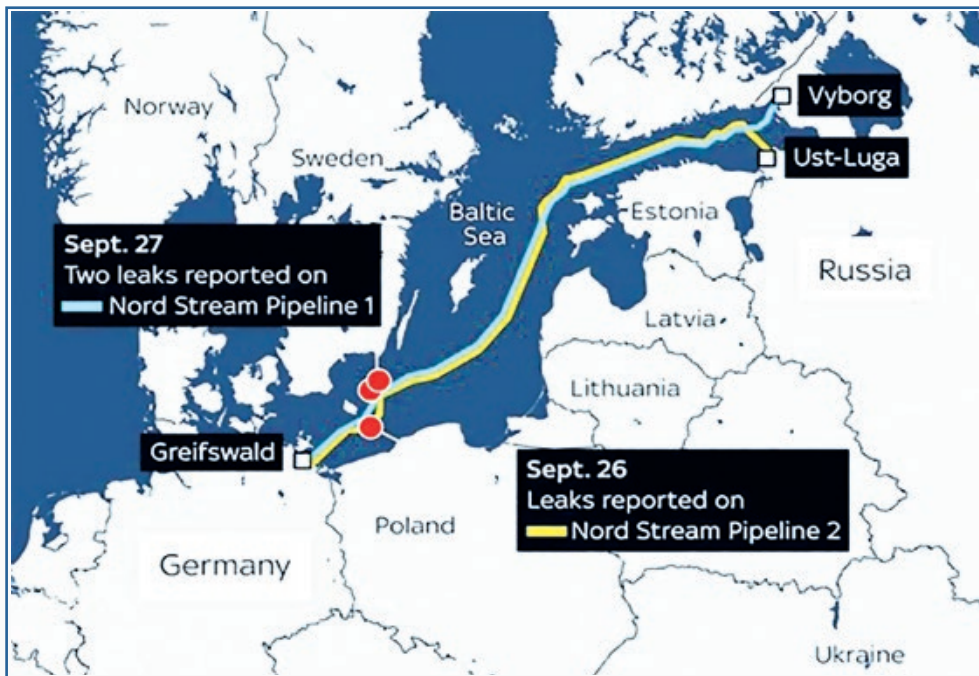 Norway
Sweden
Vyborg
Ust-Luga
Baltic
Sea
Estonia
Sept. 27
Two leaks reported on
Nord Stream Pipeline 1
Russia
Latvia
Lithuania
Greifswald
Sept. 26
Leaks reported on
Nord Stream Pipeline 2
Poland
Germany
Ukraine